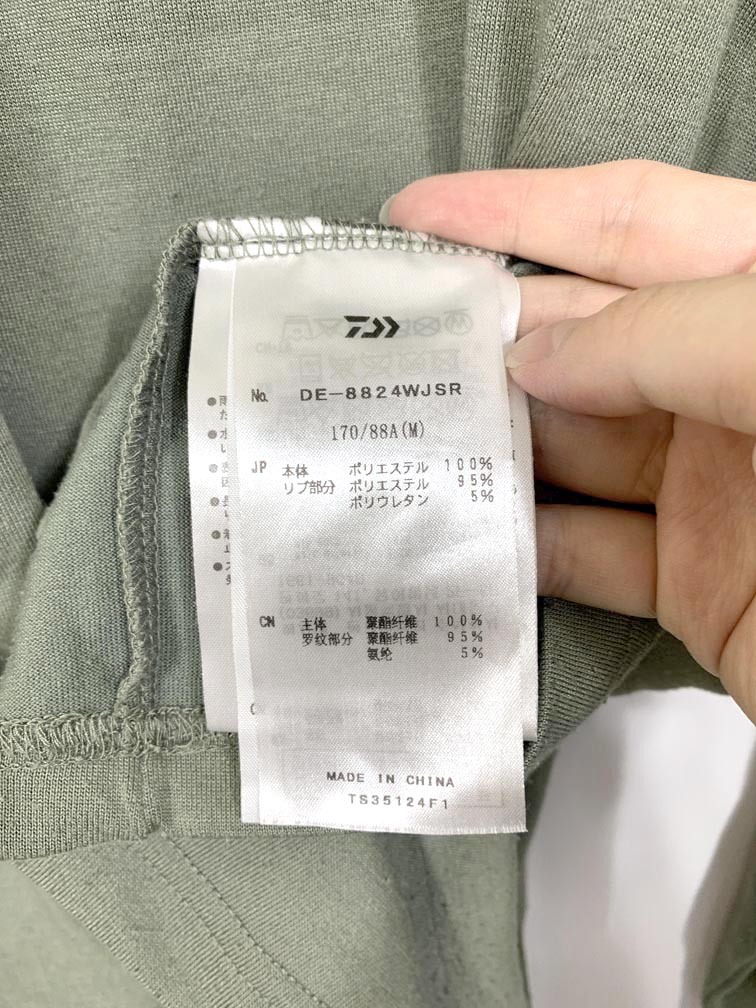 No. DE-8824WJSR
170/88A(M)
JP 本体 ポリエステル 100%
リブ部分 ポリエステル 95%
ポリウレタン 5%
CN 主体 聚酯纤维 100%
罗纹部分 聚酯纤维 95%
氨纶 5%
MADE IN CHINA
TS35124F1